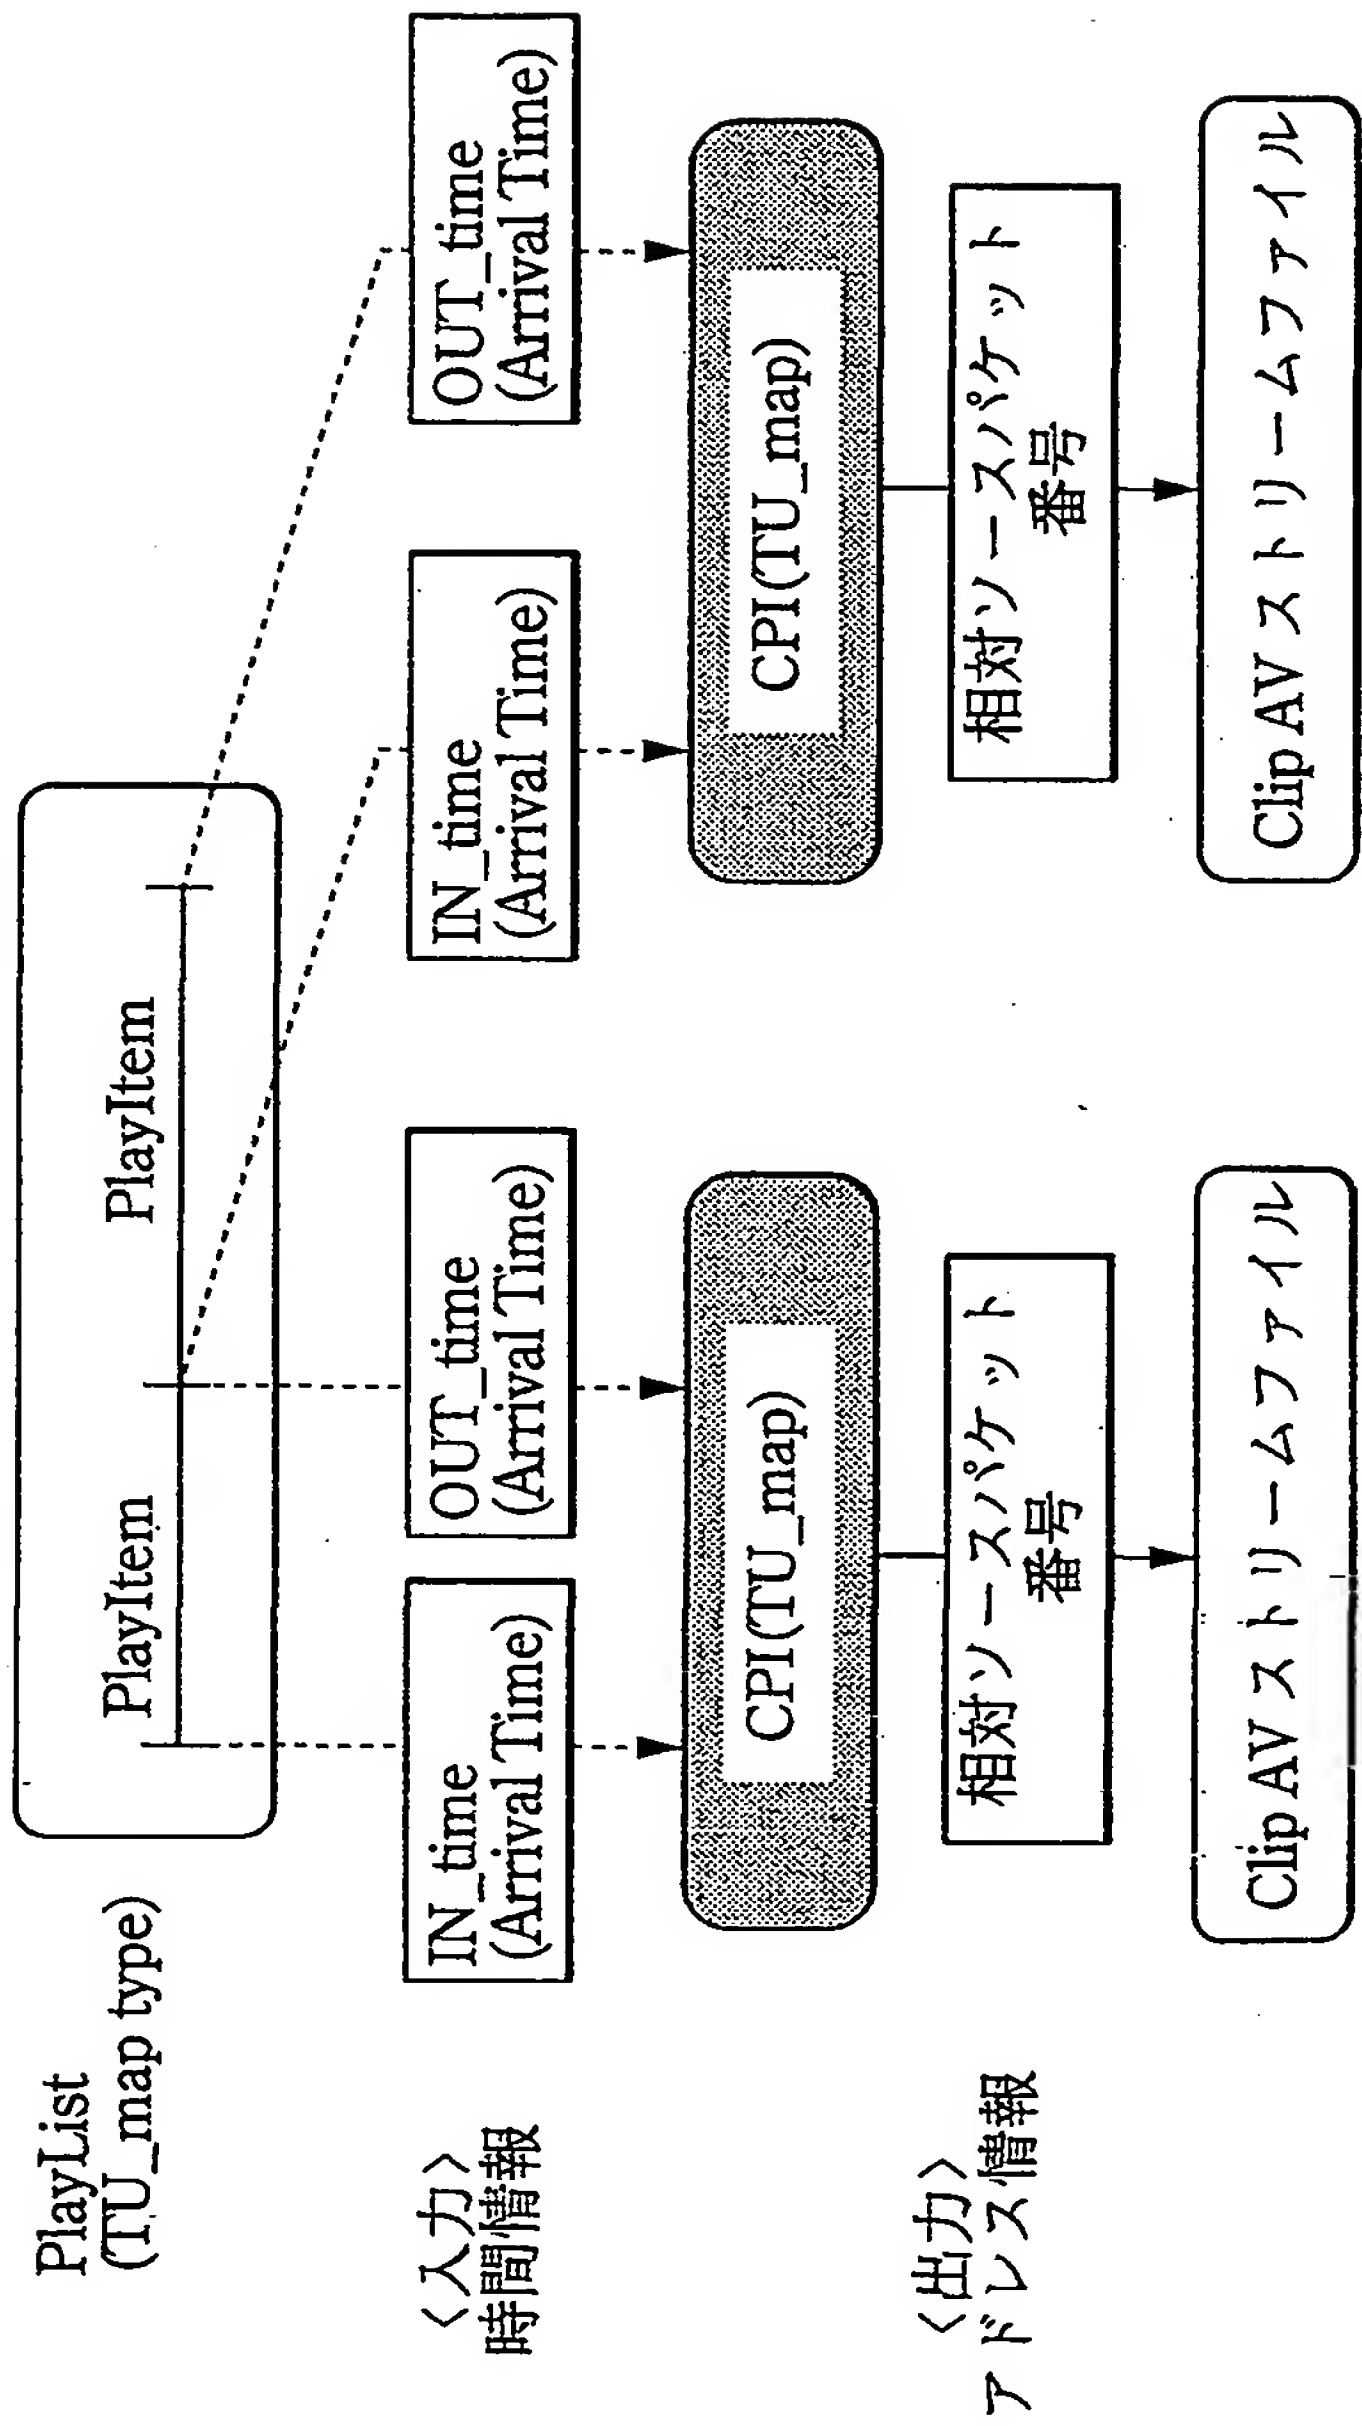 PlayList
(TU_map type)
PlayItem
PlayItem
<入力>
時間情報
IN_time
(Arrival Time)
OUT_time
(Arrival Time)
IN_time
(Arrival Time)
OUT_time
(Arrival Time)
CPI(TU_map)
CPI(TU_map)
<出力>
アドレス情報
相対ソースパケット
番号
相対ソースパケット
番号
Clip AVストリームファイル
Clip AVストリームファイル